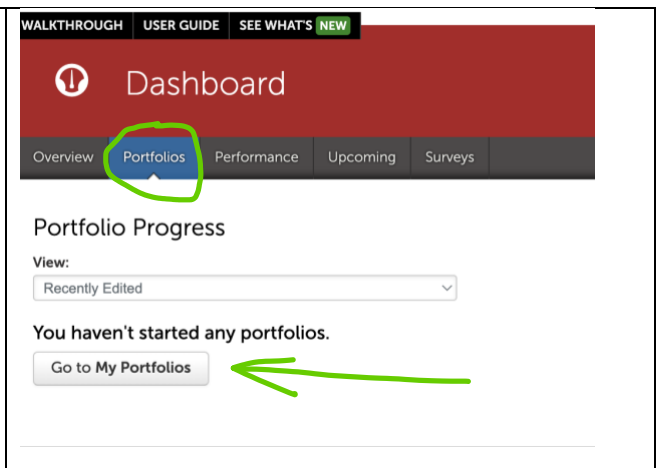 WALKTHROUGH USER GUIDE SEE WHAT'S NEW
Dashboard
Overview Portfolios Performance Upcoming Surveys
Portfolio Progress
View:
Recently Edited
You haven't started any portfolios.
Go to My Portfolios